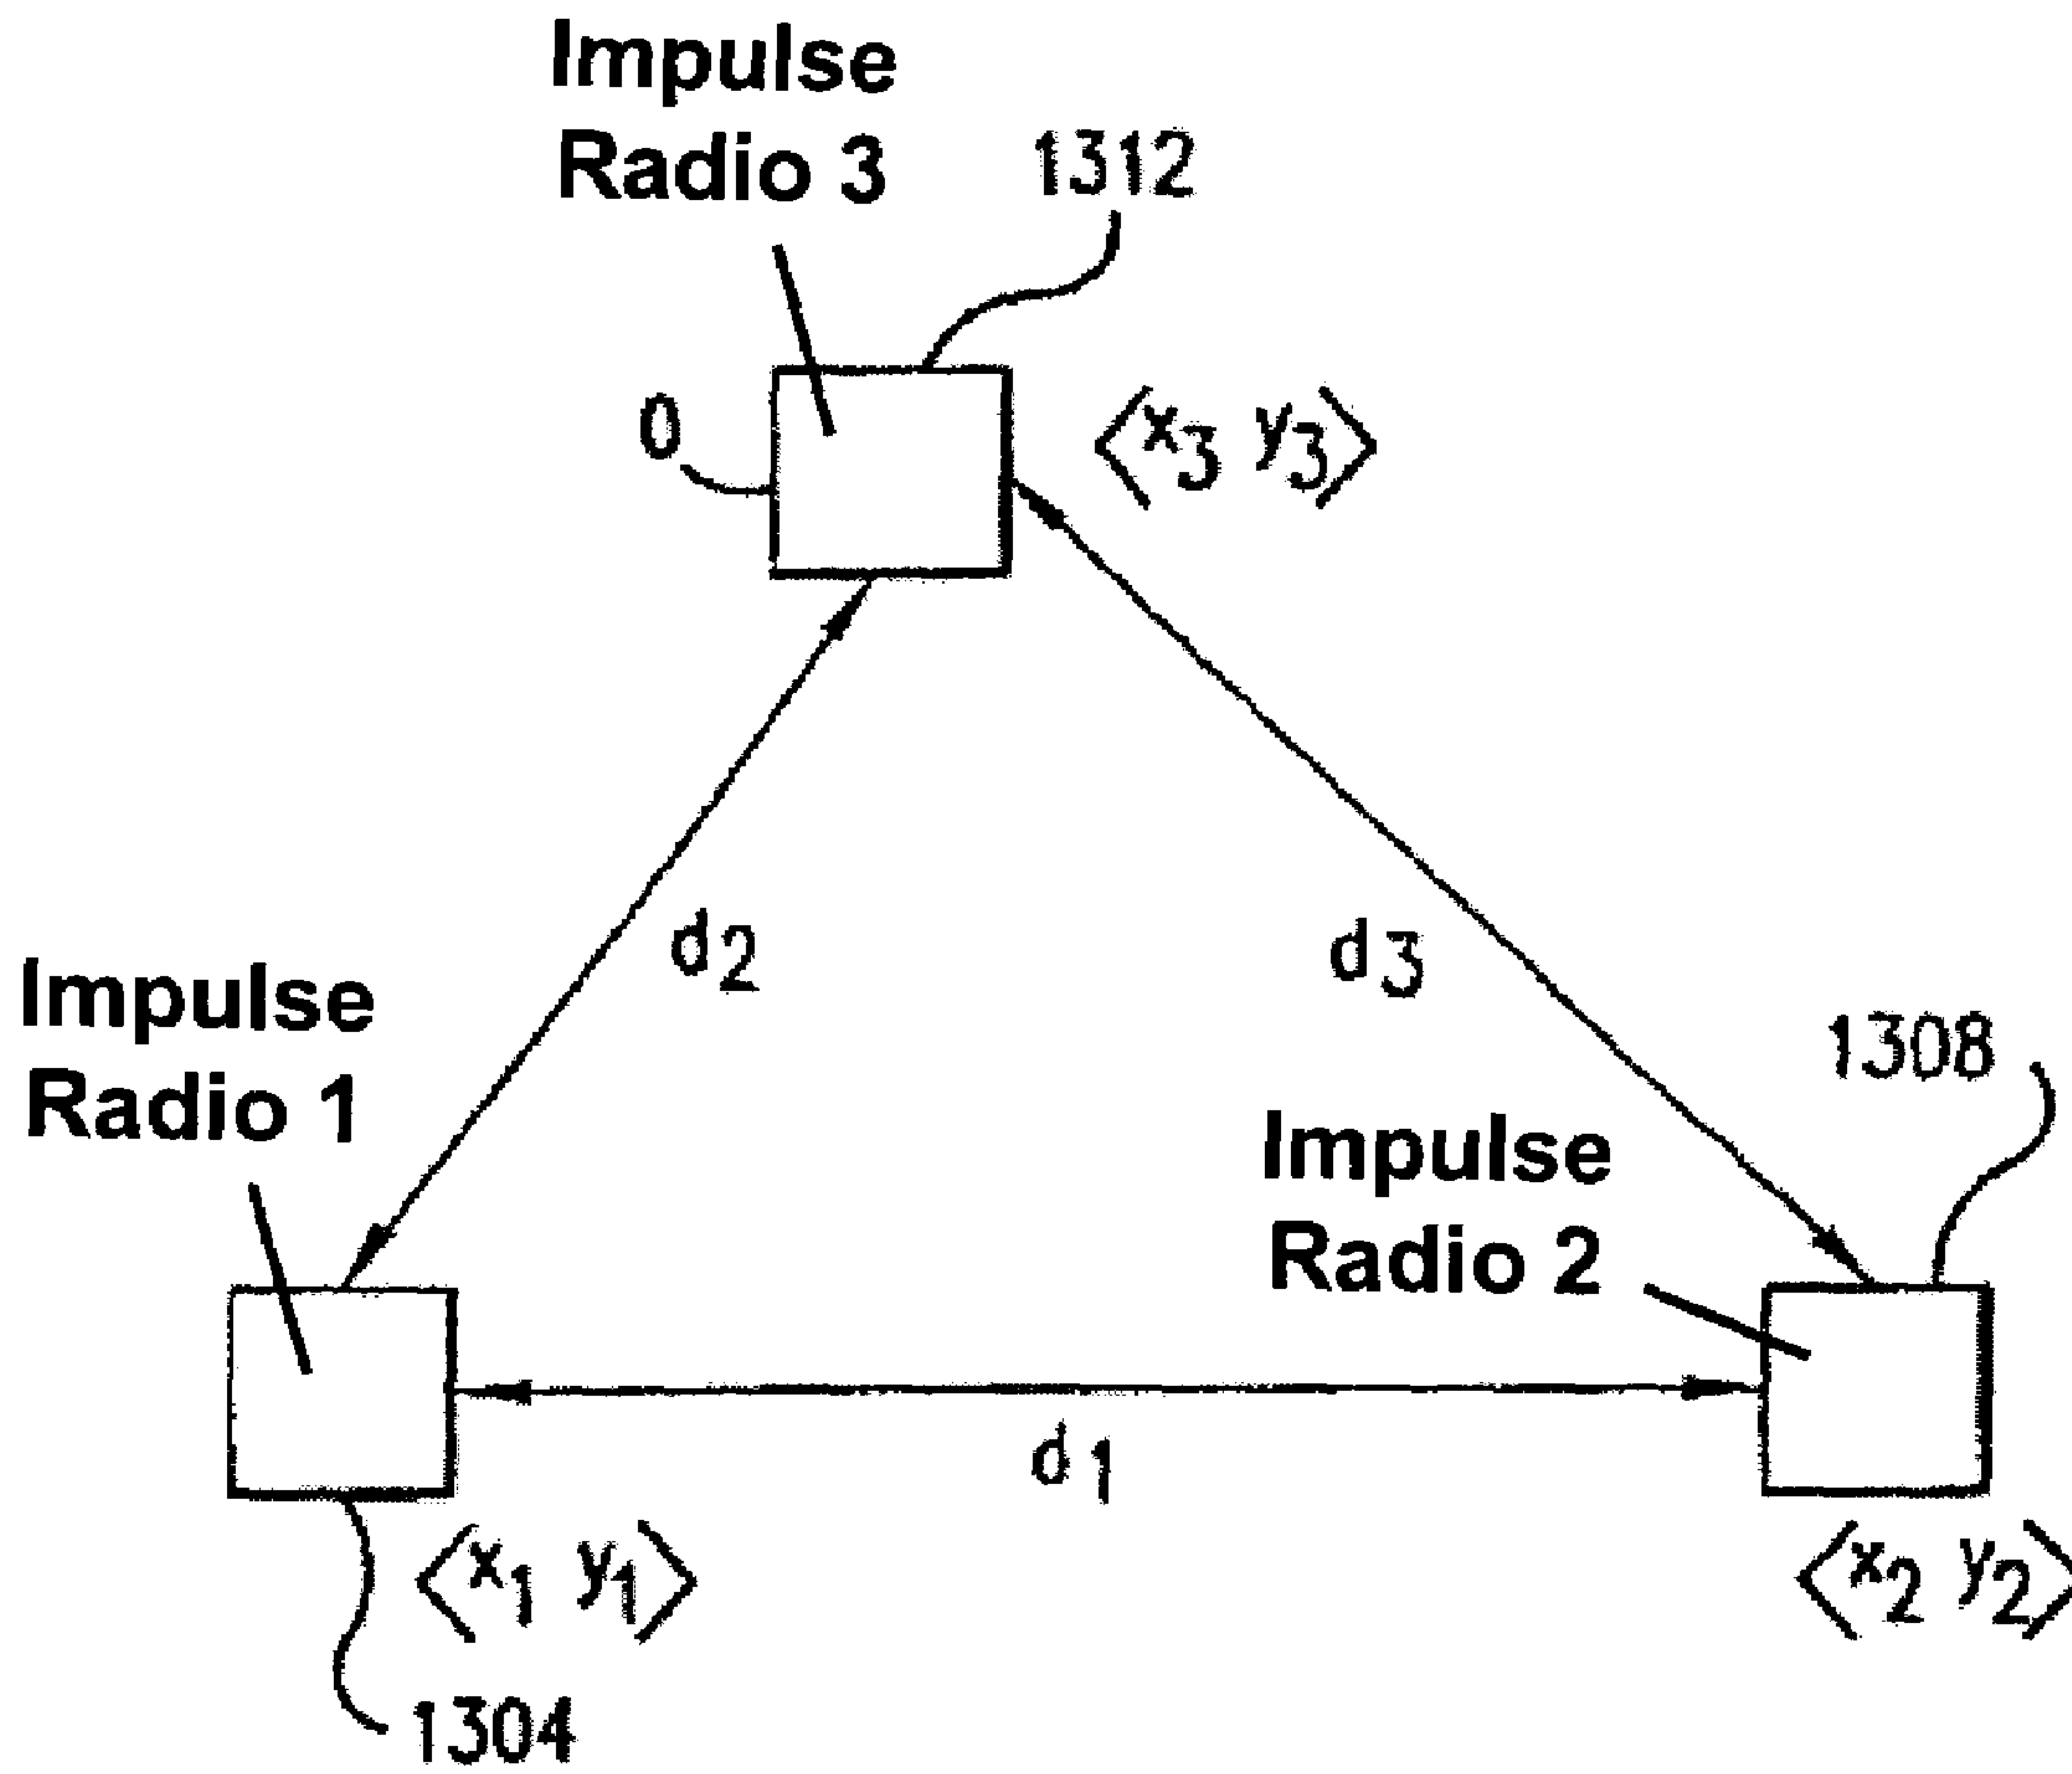 Impulse
Radio 3
1312
0
⟨x₃ y₃⟩
d₂
d₃
Impulse
Radio 1
1308
Impulse
Radio 2
d₁
⟨x₁ y₁⟩
⟨x₂ y₂⟩
1304